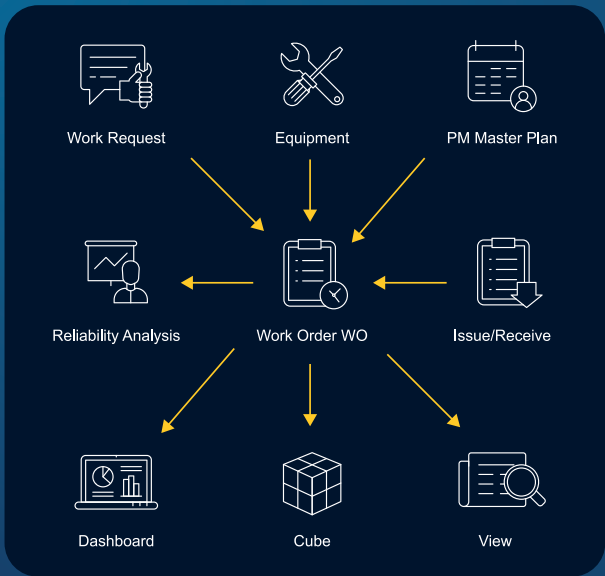 Work Request
Equipment
PM Master Plan
Reliability Analysis
Work Order WO
Issue/Receive
Dashboard
Cube
View